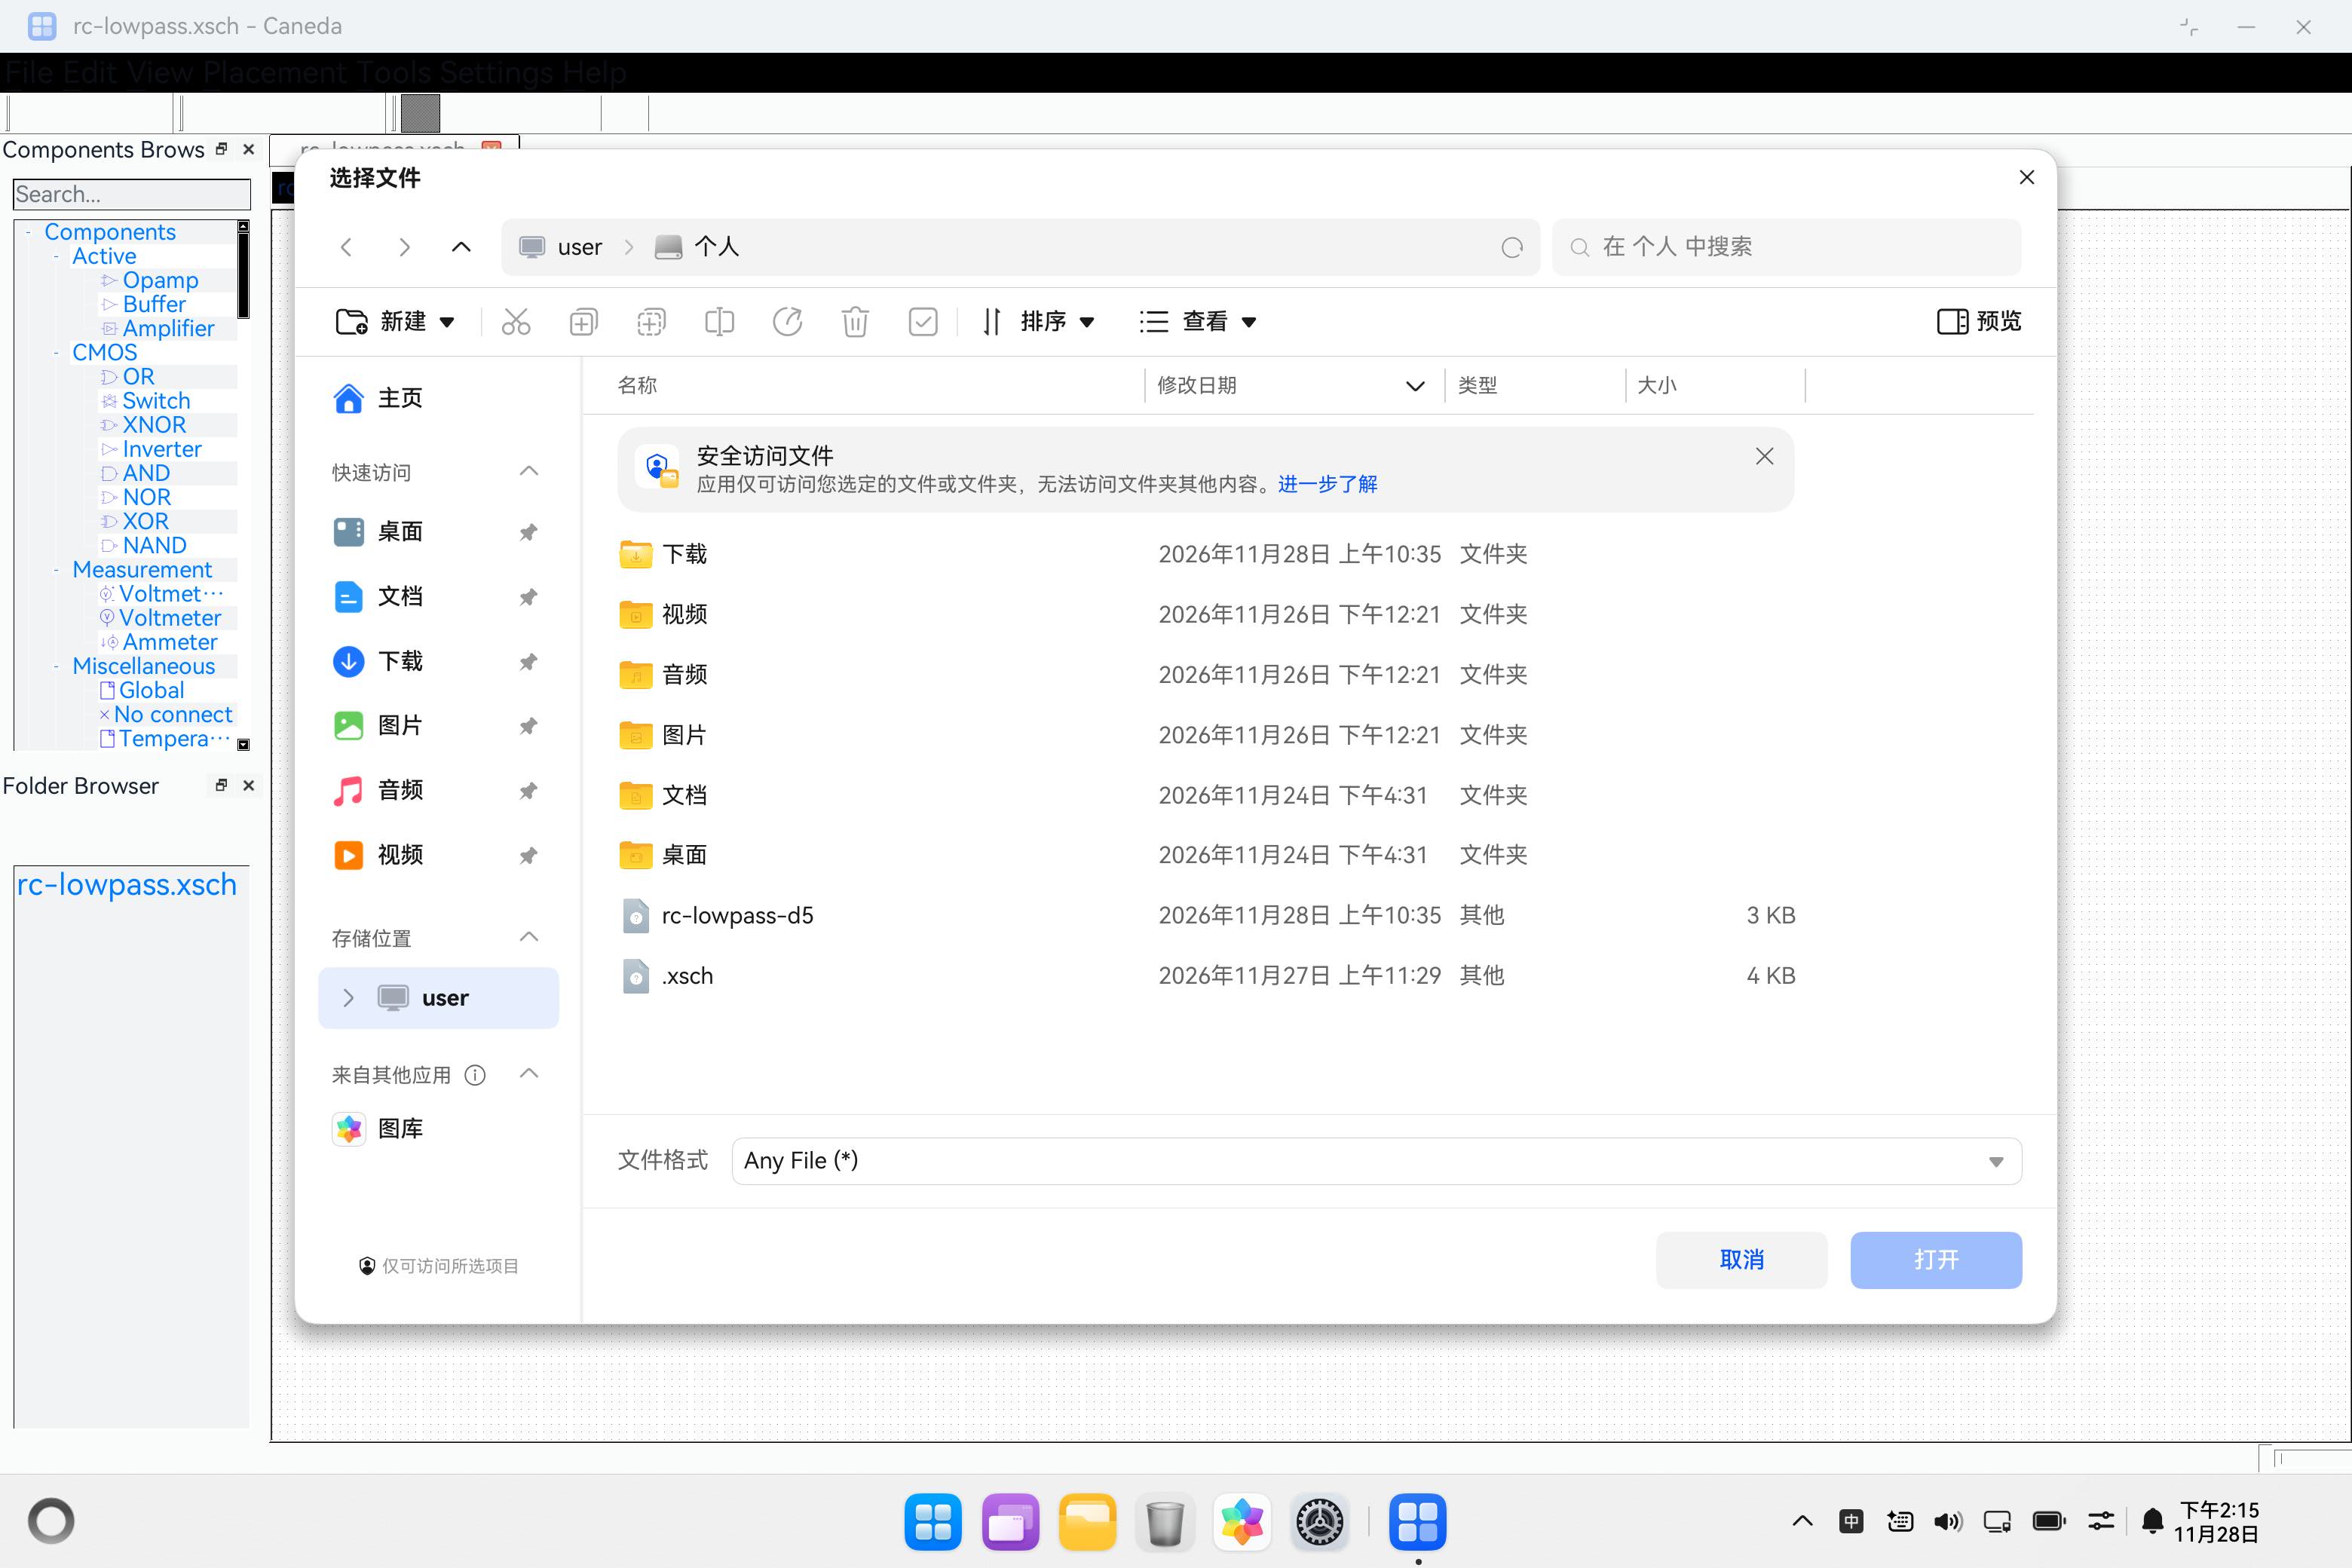 rc-lowpass.xsch - Caneda
File Edit View Placement Tools Settings Help
Components Brows
Search...
Components
Active
Opamp
Buffer
Amplifier
CMOS
OR
Switch
XNOR
Inverter
AND
NOR
XOR
NAND
Measurement
Voltmet···
Voltmeter
Ammeter
Miscellaneous
Global
No connect
Tempera···
Folder Browser
rc-lowpass.xsch
rc-lowpass.xsch
rc
选择文件
user
个人
在 个人 中搜索
新建
排序
查看
预览
主页
快速访问
桌面
文档
下载
图片
音频
视频
存储位置
user
来自其他应用
图库
仅可访问所选项目
名称 修改日期 类型 大小
安全访问文件
应用仅可访问您选定的文件或文件夹，无法访问文件夹其他内容。进一步了解
下载 2026年11月28日 上午10:35 文件夹
视频 2026年11月26日 下午12:21 文件夹
音频 2026年11月26日 下午12:21 文件夹
图片 2026年11月26日 下午12:21 文件夹
文档 2026年11月24日 下午4:31 文件夹
桌面 2026年11月24日 下午4:31 文件夹
rc-lowpass-d5 2026年11月28日 上午10:35 其他 3 KB
.xsch 2026年11月27日 上午11:29 其他 4 KB
文件格式 Any File (*)
取消
打开
中
下午2:15
11月28日